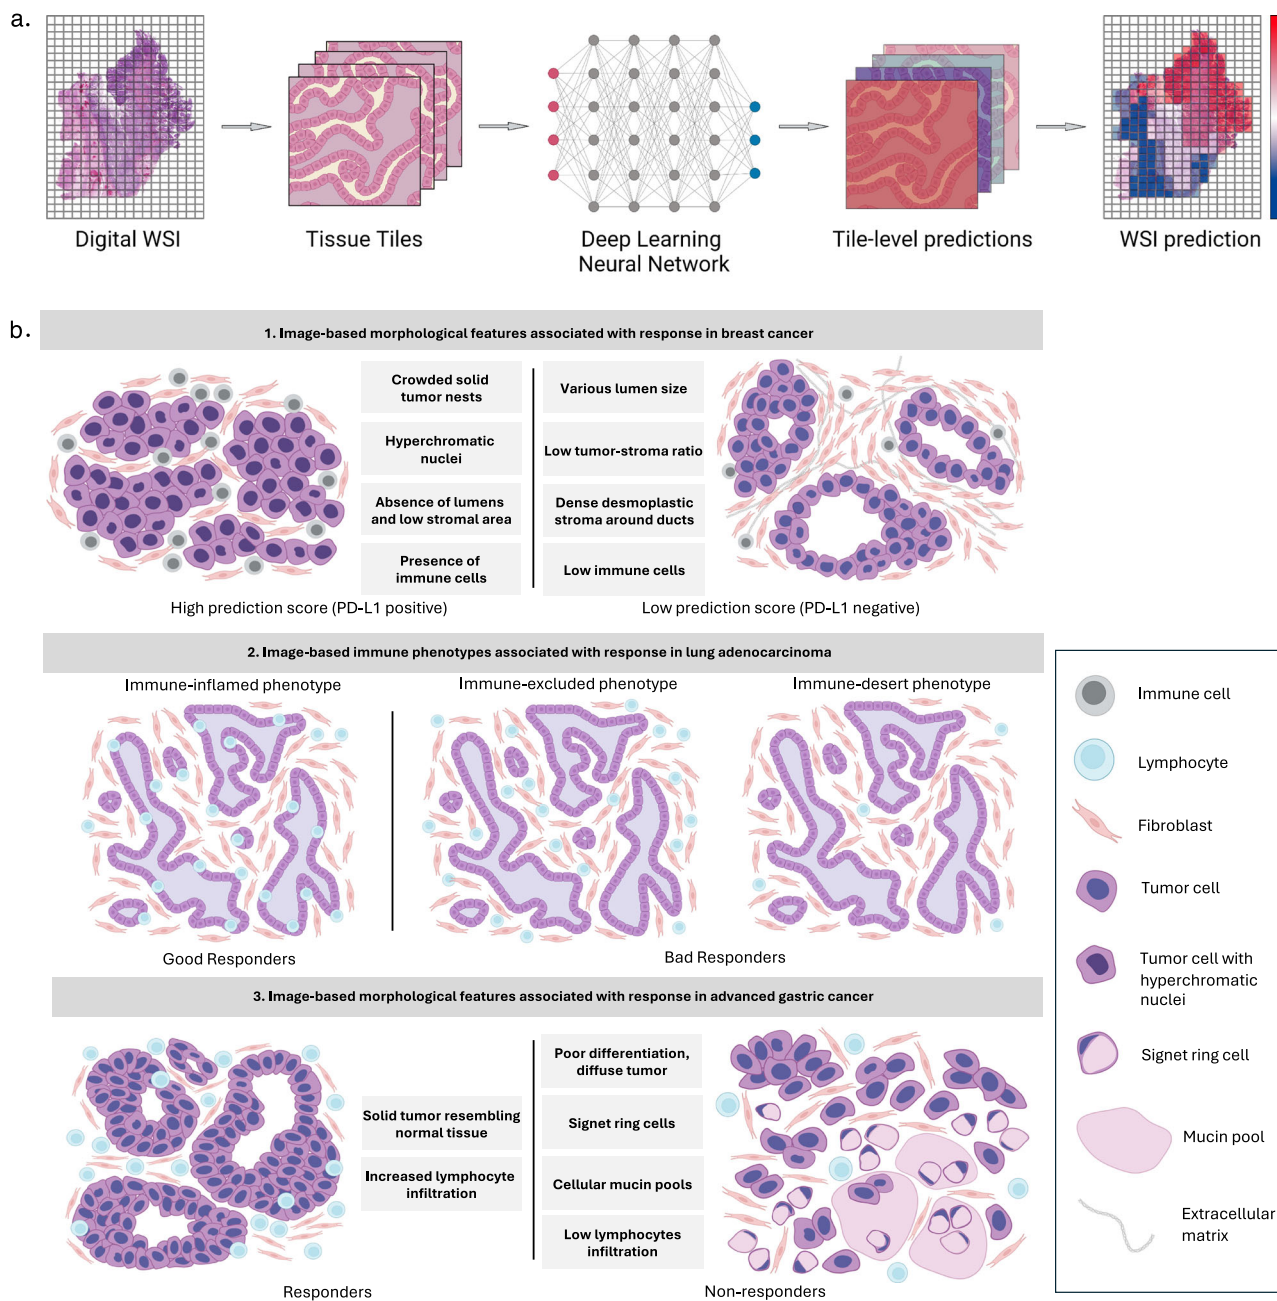 a.
Digital WSI
Tissue Tiles
Deep Learning
Neural Network
Tile-level predictions
WSI prediction
b.
1. Image-based morphological features associated with response in breast cancer
Crowded solid
tumor nests
Hyperchromatic
nuclei
Absence of lumens
and low stromal area
Presence of
immune cells
Various lumen size
Low tumor-stroma ratio
Dense desmoplastic
stroma around ducts
Low immune cells
High prediction score (PD-L1 positive)
Low prediction score (PD-L1 negative)
2. Image-based immune phenotypes associated with response in lung adenocarcinoma
Immune-inflamed phenotype
Immune-excluded phenotype
Immune-desert phenotype
Good Responders
Bad Responders
3. Image-based morphological features associated with response in advanced gastric cancer
Solid tumor resembling
normal tissue
Increased lymphocyte
infiltration
Poor differentiation,
diffuse tumor
Signet ring cells
Cellular mucin pools
Low lymphocytes
infiltration
Responders
Non-responders
Immune cell
Lymphocyte
Fibroblast
Tumor cell
Tumor cell with
hyperchromatic
nuclei
Signet ring cell
Mucin pool
Extracellular
matrix